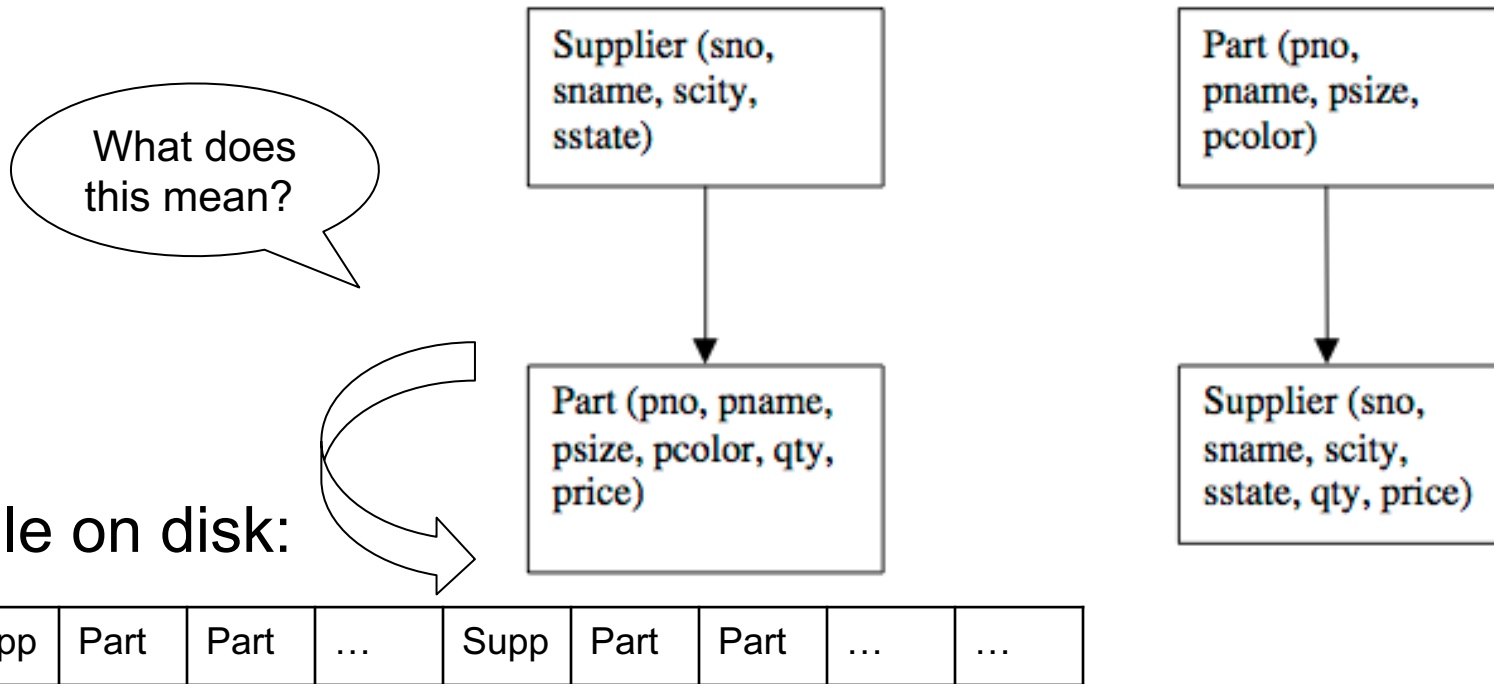 What does
this mean?
Supplier (sno,
sname, scity,
sstate)
Part (pno,
pname, psize,
pcolor)
Part (pno, pname,
psize, pcolor, qty,
price)
Supplier (sno,
sname, scity,
sstate, qty, price)
le on disk:
pp Part Part … Supp Part Part … …